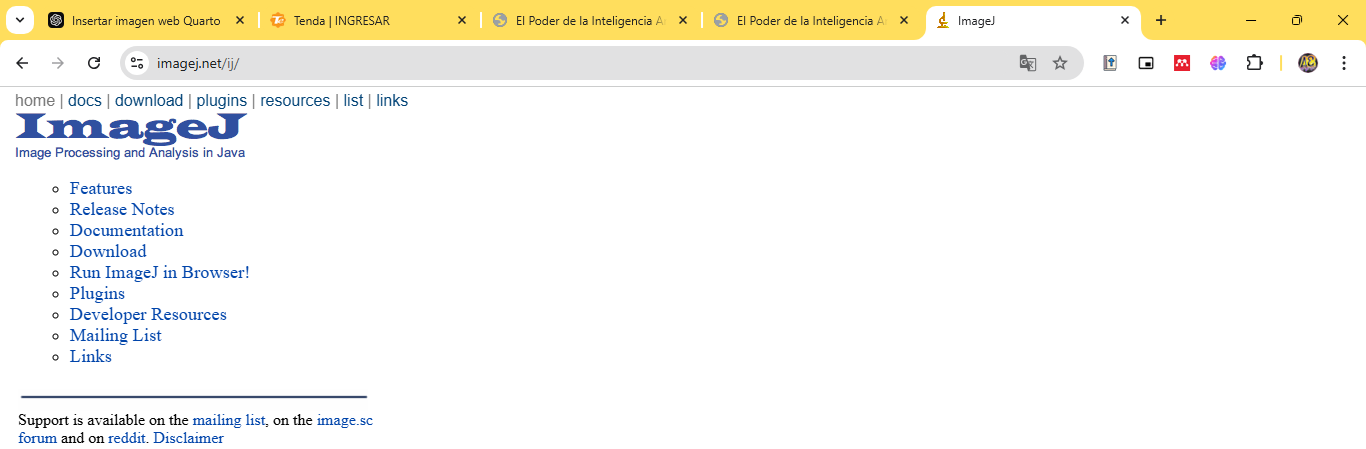 Insertar imagen web Quarto
Tenda | INGRESAR
El Poder de la Inteligencia A
El Poder de la Inteligencia A
ImageJ
imagej.net/ij/
home | docs | download | plugins | resources | list | links
ImageJ
Image Processing and Analysis in Java
Features
Release Notes
Documentation
Download
Run ImageJ in Browser!
Plugins
Developer Resources
Mailing List
Links
Support is available on the mailing list, on the image.sc
forum and on reddit. Disclaimer